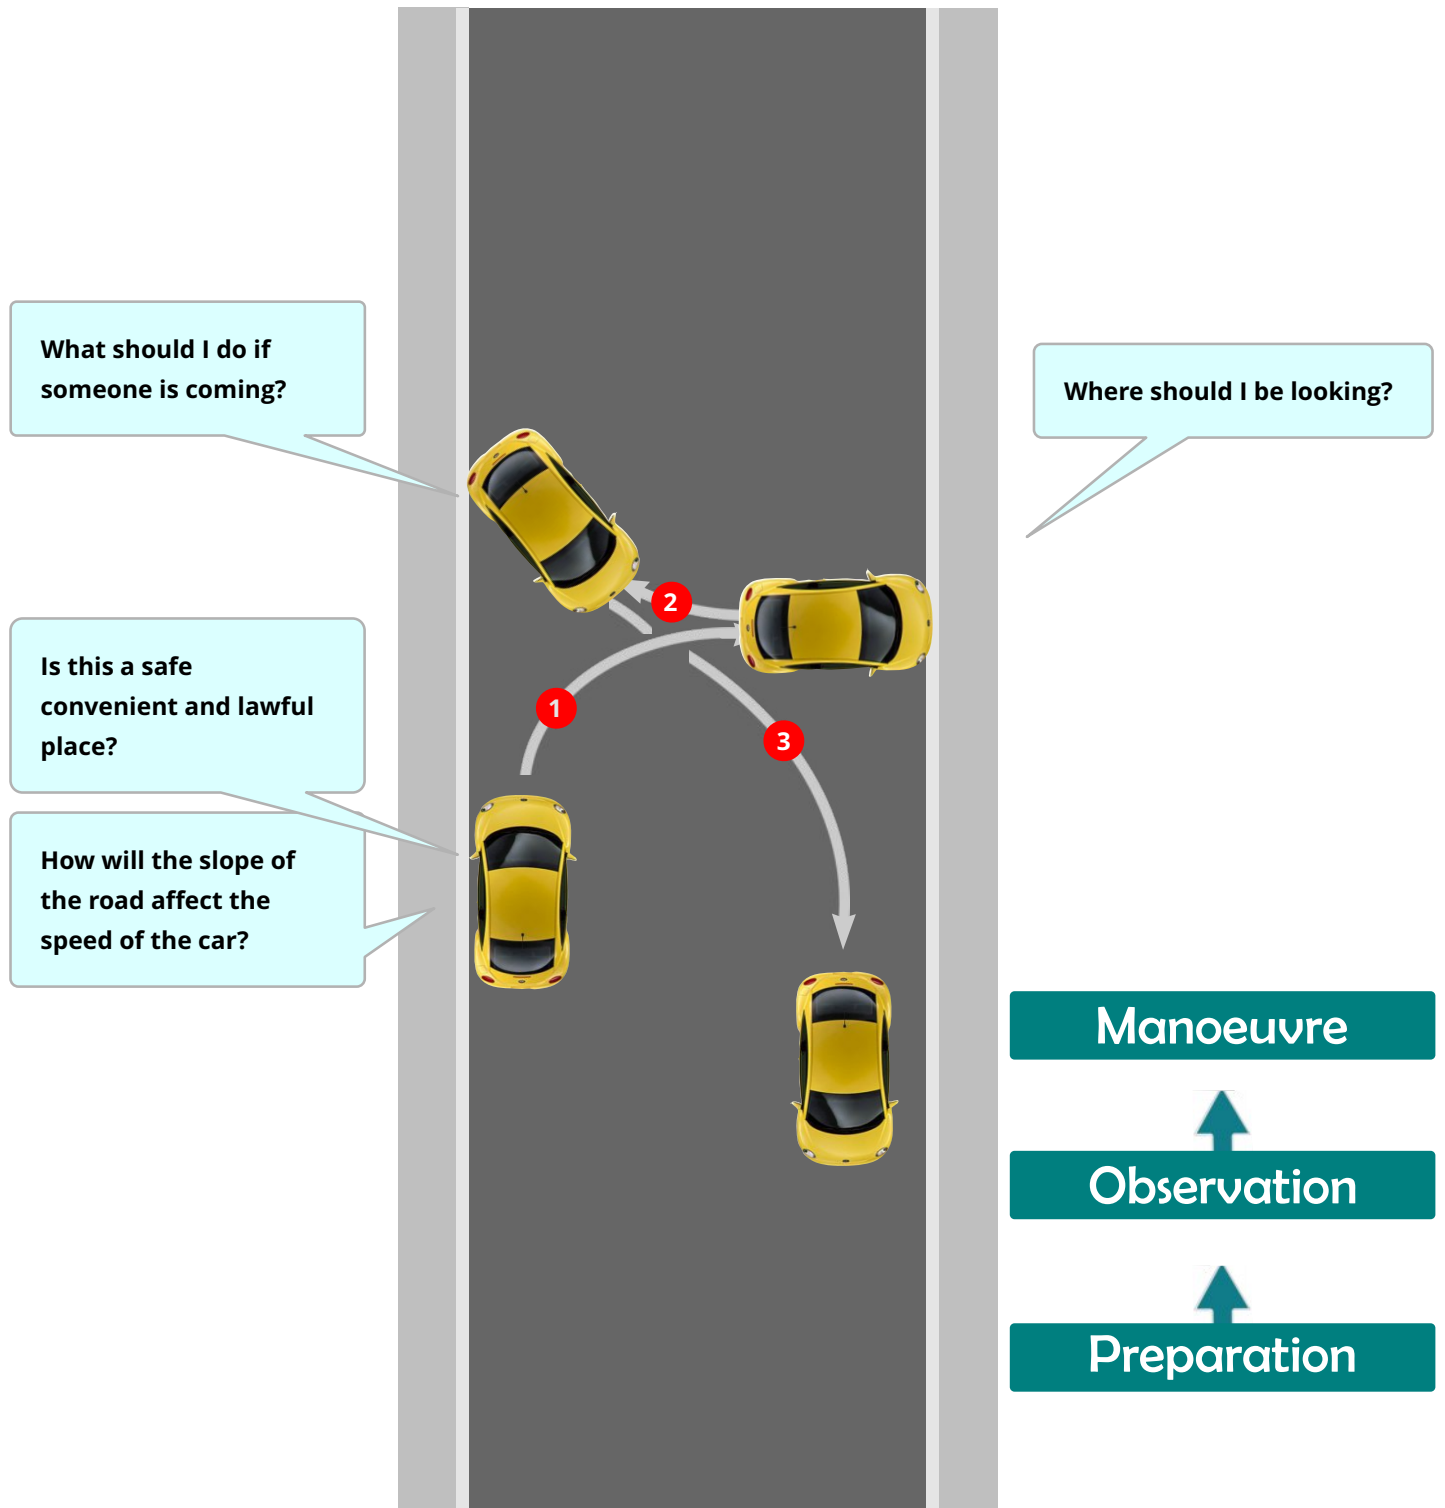 What should I do if
someone is coming?
Where should I be looking?
2
Is this a safe
convenient and lawful
place?
1
3
How will the slope of
the road affect the
speed of the car?
Manoeuvre
Observation
Preparation